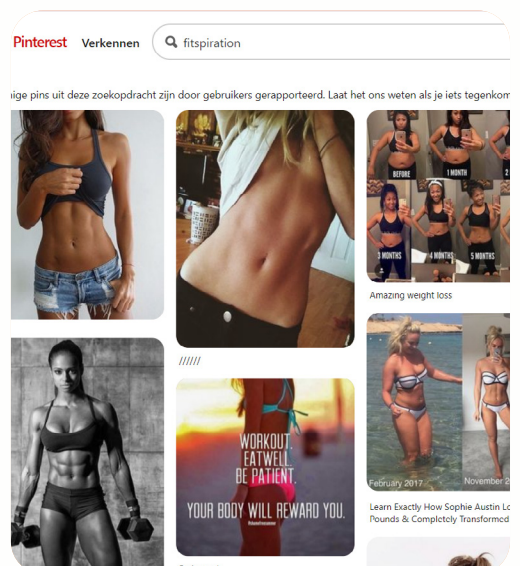 Pinterest Verkennen fitspiration
nige pins uit deze zoekopdracht zijn door gebruikers gerapporteerd. Laat het ons weten als je iets tegenkom
BEFORE
1 MONTH
2
3 MONTHS
4 MONTHS
5 MONTHS
Amazing weight loss
//////
WORKOUT.
EATWELL.
BE PATIENT.
YOUR BODY WILL REWARD YOU.
February 2017
November 2
Learn Exactly How Sophie Austin Lo
Pounds & Completely Transformed